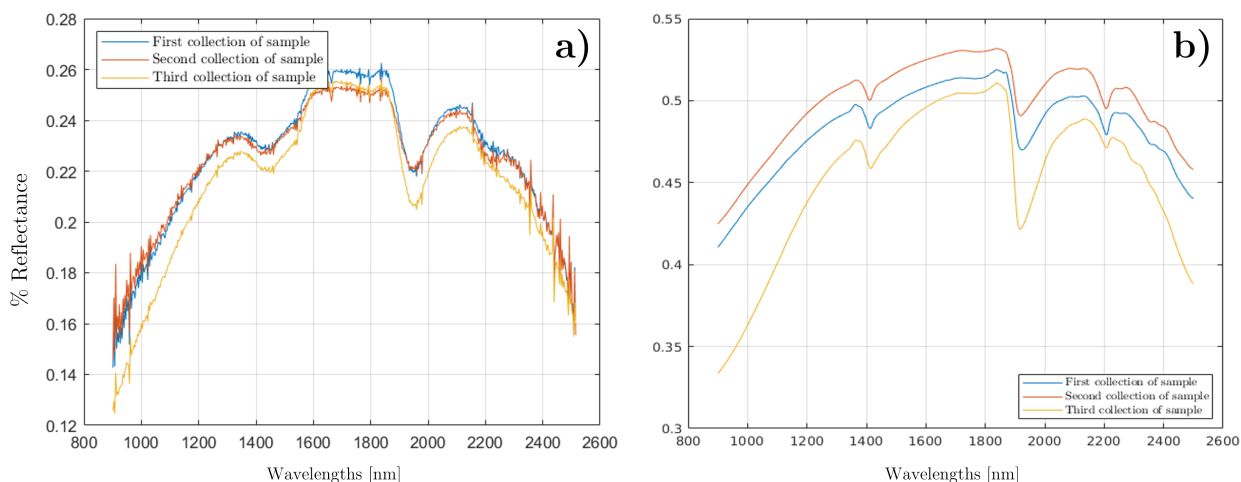 a)
First collection of sample
Second collection of sample
Third collection of sample
0.28
0.26
0.24
0.22
0.2
0.18
0.16
0.14
0.12
800 1000 1200 1400 1600 1800 2000 2200 2400 2600
Wavelengths [nm]
% Reflectance
b)
0.55
0.5
0.45
0.4
0.35
0.3
First collection of sample
Second collection of sample
Third collection of sample
800 1000 1200 1400 1600 1800 2000 2200 2400 2600
Wavelengths [nm]